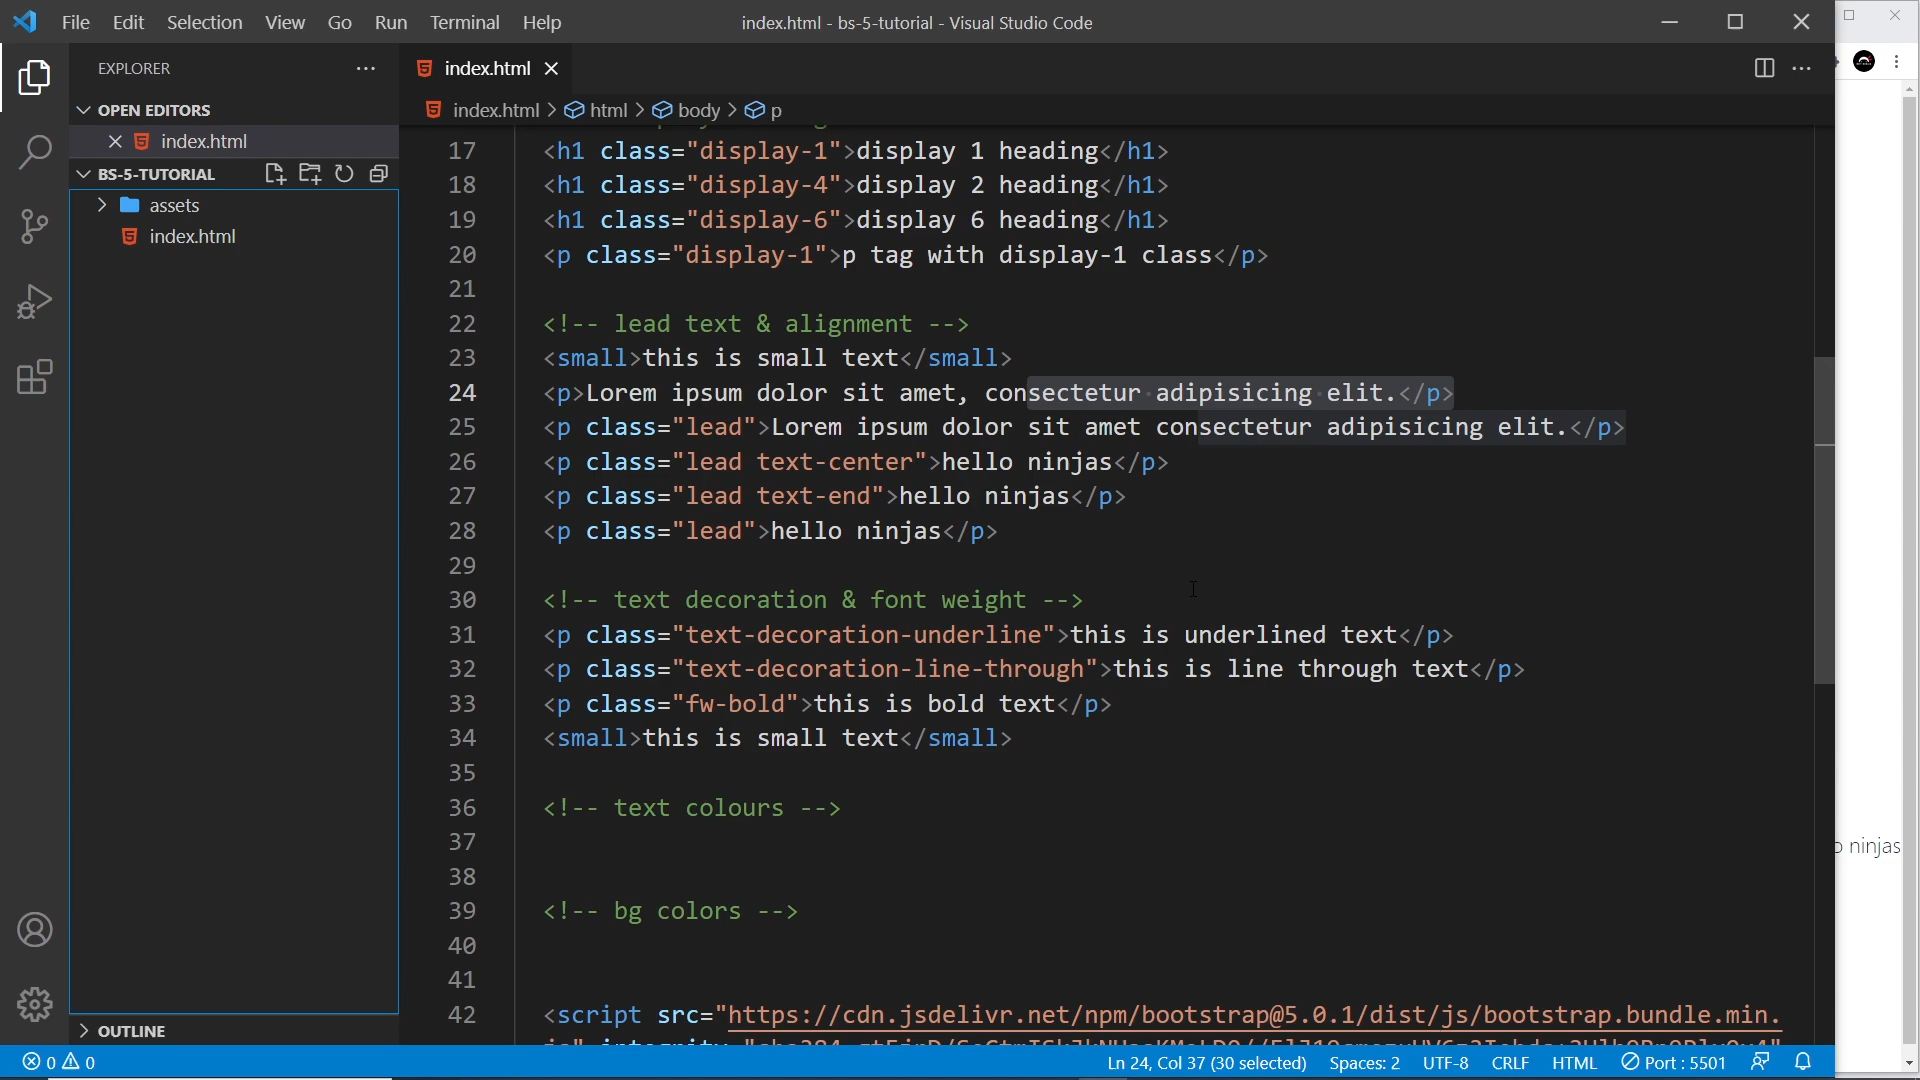 File Edit Selection View Go Run Terminal Help
index.html - bs-5-tutorial - Visual Studio Code
EXPLORER
OPEN EDITORS
index.html
BS-5-TUTORIAL
assets
index.html
OUTLINE
index.html
index.html > html > body > p
17 <h1 class="display-1">display 1 heading</h1>
18 <h1 class="display-4">display 2 heading</h1>
19 <h1 class="display-6">display 6 heading</h1>
20 <p class="display-1">p tag with display-1 class</p>
21
22 <!-- lead text & alignment -->
23 <small>this is small text</small>
24 <p>Lorem ipsum dolor sit amet, consectetur adipisicing elit.</p>
25 <p class="lead">Lorem ipsum dolor sit amet consectetur adipisicing elit.</p>
26 <p class="lead text-center">hello ninjas</p>
27 <p class="lead text-end">hello ninjas</p>
28 <p class="lead">hello ninjas</p>
29
30 <!-- text decoration & font weight -->
31 <p class="text-decoration-underline">this is underlined text</p>
32 <p class="text-decoration-line-through">this is line through text</p>
33 <p class="fw-bold">this is bold text</p>
34 <small>this is small text</small>
35
36 <!-- text colours -->
37
38
39 <!-- bg colors -->
40
41
42 <script src="https://cdn.jsdelivr.net/npm/bootstrap@5.0.1/dist/js/bootstrap.bundle.min.
o ninjas
0 0
Ln 24, Col 37 (30 selected) Spaces: 2 UTF-8 CRLF HTML Port : 5501